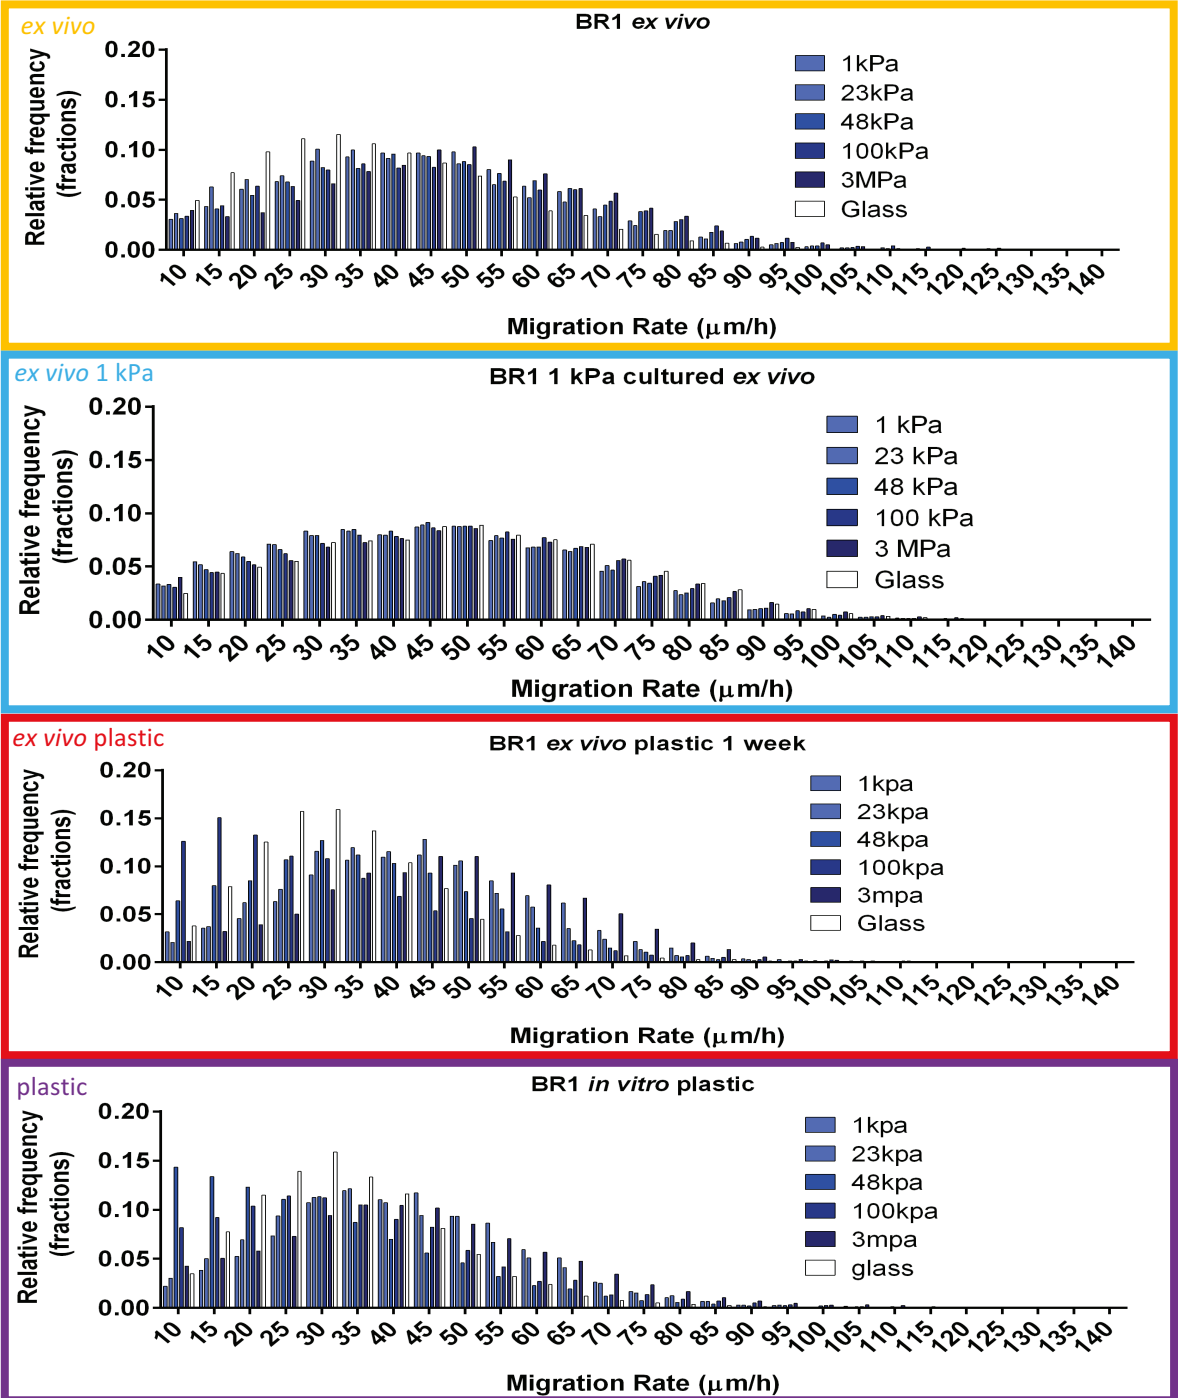 ex vivo
BR1 ex vivo
0.20
0.15
0.10
0.05
0.00
Relative frequency
(fractions)
1kPa
23kPa
48kPa
100kPa
3MPa
Glass
10 15 20 25 30 35 40 45 50 55 60 65 70 75 80 85 90 95 100 105 110 115 120 125 130 135 140
Migration Rate (μm/h)
ex vivo 1 kPa
BR1 1 kPa cultured ex vivo
0.20
0.15
0.10
0.05
0.00
Relative frequency
(fractions)
1 kPa
23 kPa
48 kPa
100 kPa
3 MPa
Glass
10 15 20 25 30 35 40 45 50 55 60 65 70 75 80 85 90 95 100 105 110 115 120 125 130 135 140
Migration Rate (μm/h)
ex vivo plastic
BR1 ex vivo plastic 1 week
0.20
0.15
0.10
0.05
0.00
Relative frequency
(fractions)
1kpa
23kpa
48kpa
100kpa
3mpa
Glass
10 15 20 25 30 35 40 45 50 55 60 65 70 75 80 85 90 95 100 105 110 115 120 125 130 135 140
Migration Rate (μm/h)
plastic
BR1 in vitro plastic
0.20
0.15
0.10
0.05
0.00
Relative frequency
(fractions)
1kpa
23kpa
48kpa
100kpa
3mpa
glass
10 15 20 25 30 35 40 45 50 55 60 65 70 75 80 85 90 95 100 105 110 115 120 125 130 135 140
Migration Rate (μm/h)